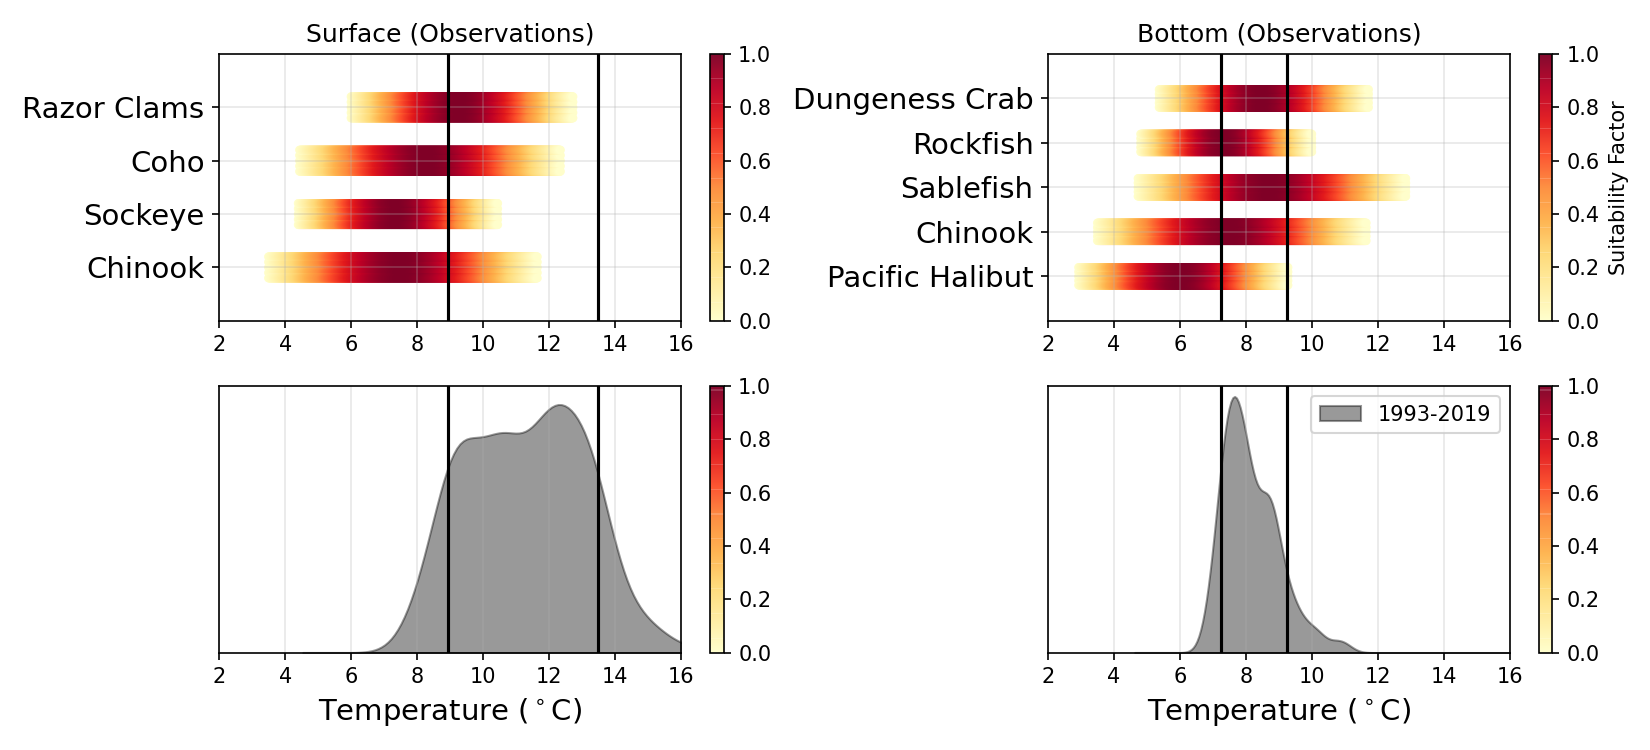 Surface (Observations)
Razor Clams
Coho
Sockeye
Chinook
2 4 6 8 10 12 14 16
1.0
0.8
0.6
0.4
0.2
0.0
Bottom (Observations)
Dungeness Crab
Rockfish
Sablefish
Chinook
Pacific Halibut
2 4 6 8 10 12 14 16
1.0
0.8
0.6
0.4
0.2
0.0
Suitability Factor
2 4 6 8 10 12 14 16
Temperature (°C)
1.0
0.8
0.6
0.4
0.2
0.0
1993-2019
2 4 6 8 10 12 14 16
Temperature (°C)
1.0
0.8
0.6
0.4
0.2
0.0